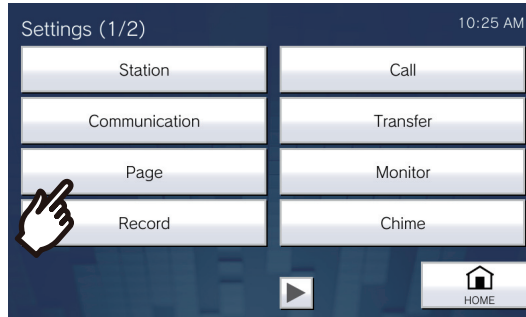 Settings (1/2)
10:25 AM
Station
Call
Communication
Transfer
Page
Monitor
Record
Chime
HOME